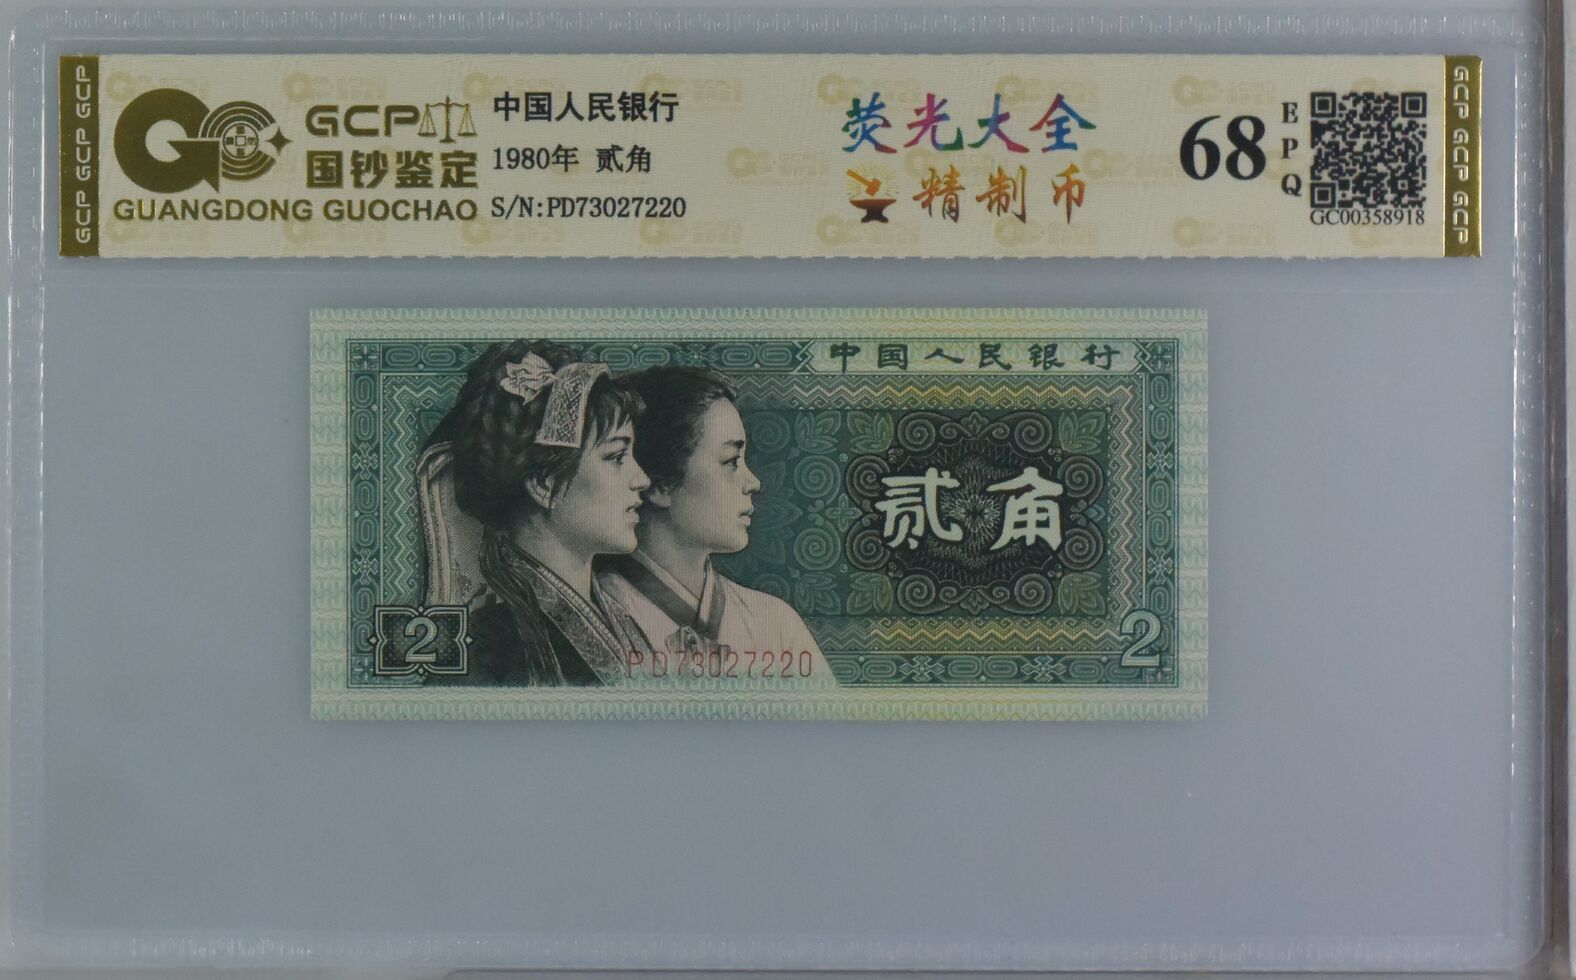 GCP GCP GCP
GCP
国钞鉴定
GUANGDONG GUOCHAO
中国人民银行
1980年 贰角
S/N:PD73027220
荧光大全
精制币
68
EPQ
GC00358918
GCP GCP GCP
中国人民银行
贰角
2
2
PD73027220